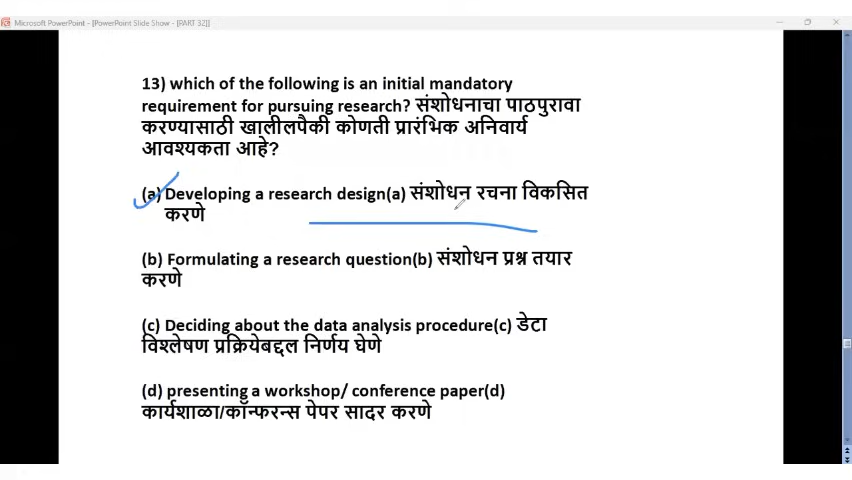 Microsoft PowerPoint - [PowerPoint Slide Show - [PART 32]]
13) which of the following is an initial mandatory
requirement for pursuing research? संशोधनाचा पाठपुरावा
करण्यासाठी खालीलपैकी कोणती प्रारंभिक अनिवार्य
आवश्यकता आहे?
(a) Developing a research design(a) संशोधन रचना विकसित
करणे
(b) Formulating a research question(b) संशोधन प्रश्न तयार
करणे
(c) Deciding about the data analysis procedure(c) डेटा
विश्लेषण प्रक्रियेबद्दल निर्णय घेणे
(d) presenting a workshop/ conference paper(d)
कार्यशाळा/कॉन्फरन्स पेपर सादर करणे